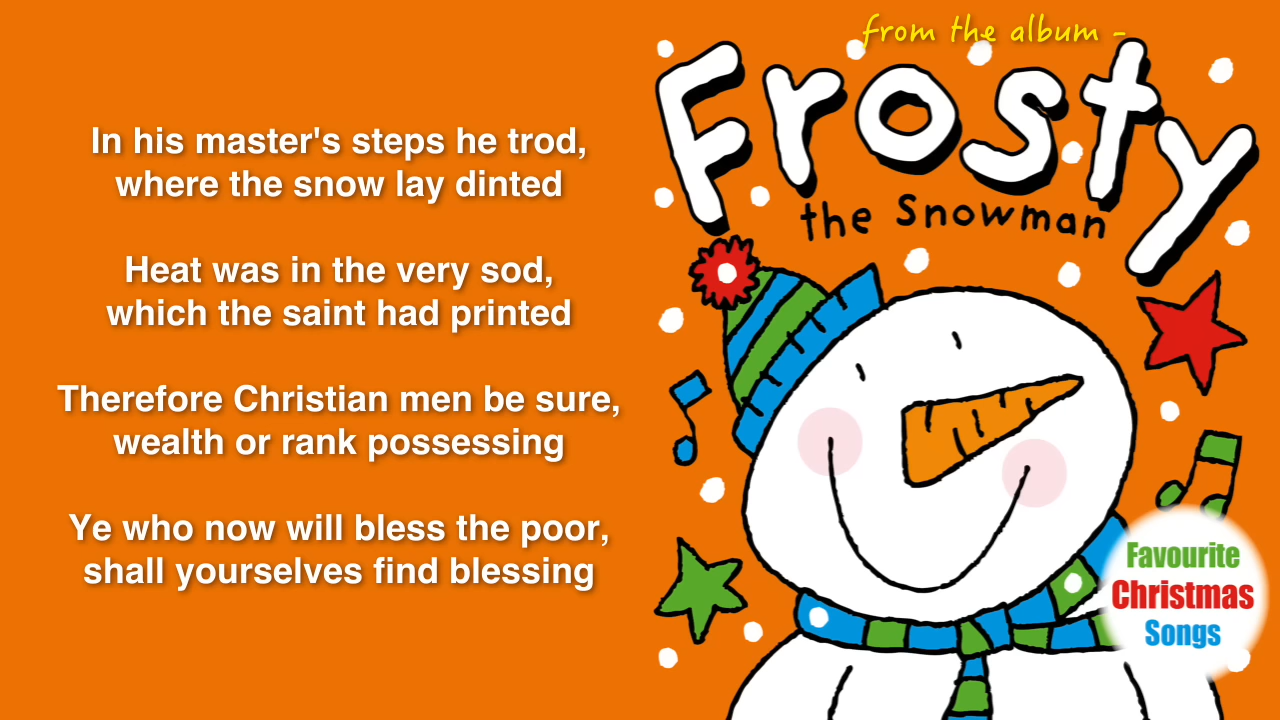 from the album -
Frosty
the Snowman
In his master's steps he trod,
where the snow lay dinted
Heat was in the very sod,
which the saint had printed
Therefore Christian men be sure,
wealth or rank possessing
Ye who now will bless the poor,
shall yourselves find blessing
Favourite
Christmas
Songs